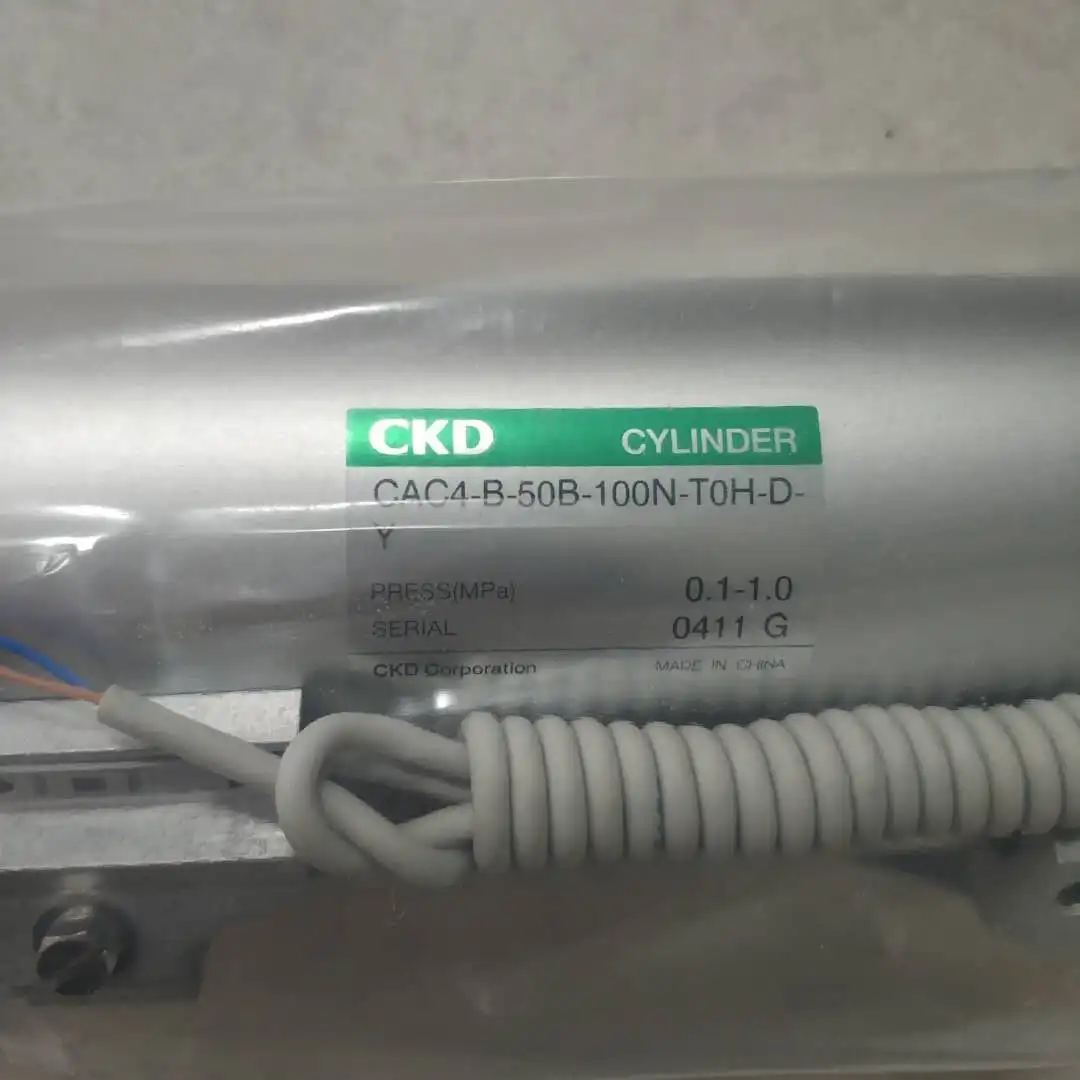 CKD CYLINDER
CAC4-B-50B-100N-T0H-D-
Y
PRESS(MPa) 0.1-1.0
SERIAL 0411 G
CKD Corporation MADE IN CHINA